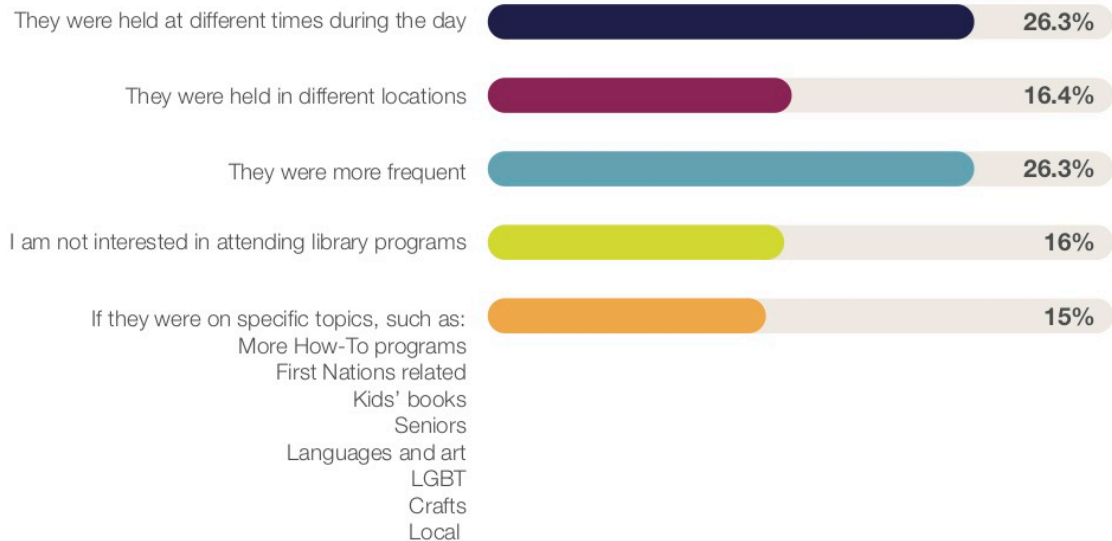 They were held at different times during the day 26.3%
They were held in different locations 16.4%
They were more frequent 26.3%
I am not interested in attending library programs 16%
If they were on specific topics, such as: 15%
More How-To programs
First Nations related
Kids’ books
Seniors
Languages and art
LGBT
Crafts
Local